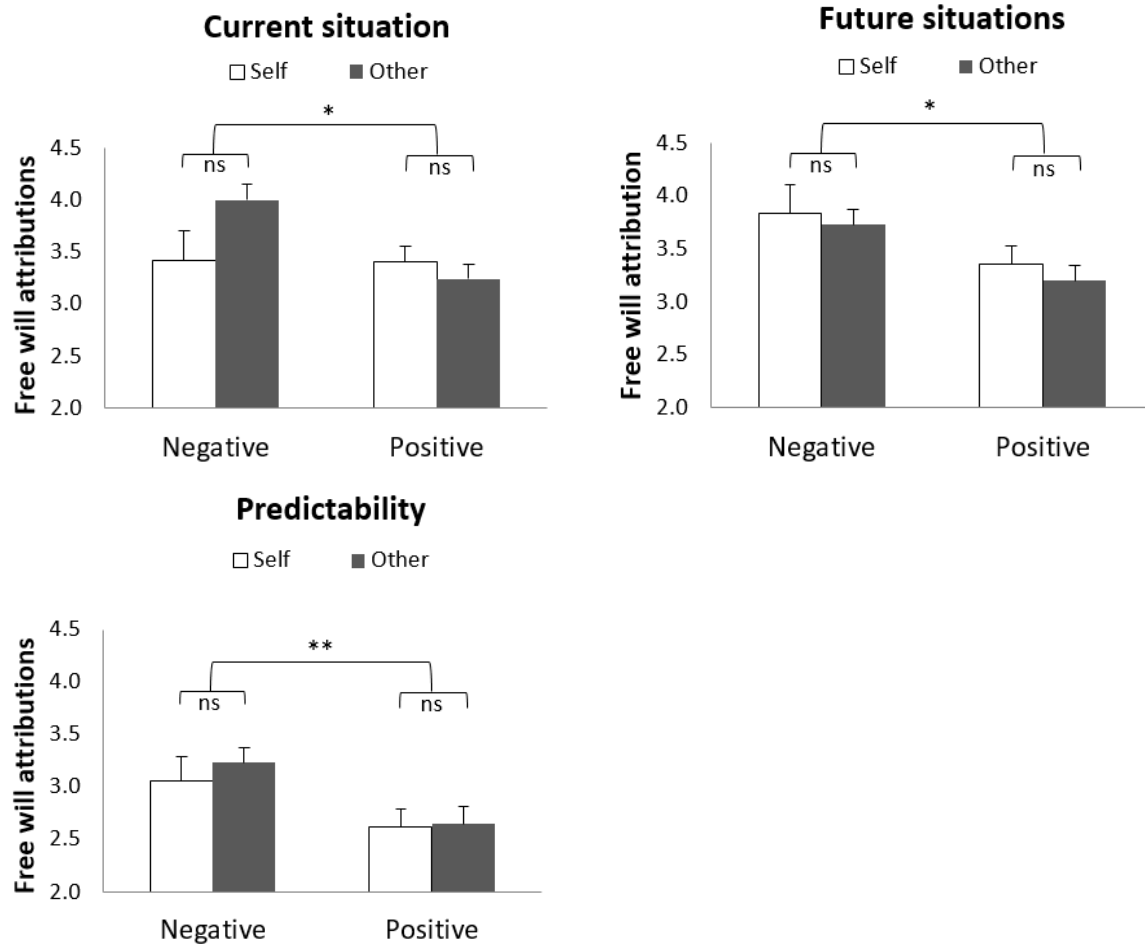 Current situation
Self Other
*
ns ns
Free will attributions
4.5
4.0
3.5
3.0
2.5
2.0
Negative Positive
Future situations
Self Other
*
ns ns
Free will attribution
4.5
4.0
3.5
3.0
2.5
2.0
Negative Positive
Predictability
Self Other
**
ns ns
Free will attributions
4.5
4.0
3.5
3.0
2.5
2.0
Negative Positive